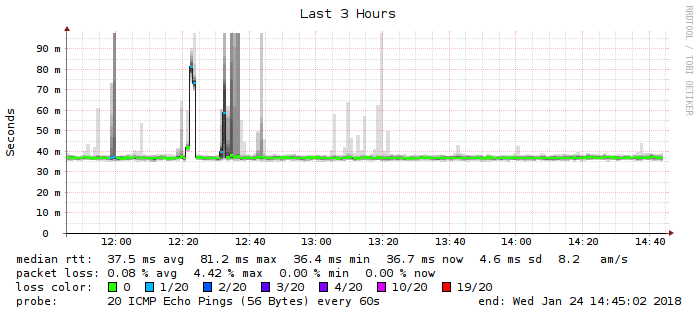 Last 3 Hours
RRDTOOL / TOBI OETIKER
Seconds
90 m
80 m
70 m
60 m
50 m
40 m
30 m
20 m
10 m
0
12:00 12:20 12:40 13:00 13:20 13:40 14:00 14:20 14:40
median rtt: 37.5 ms avg 81.2 ms max 36.4 ms min 36.7 ms now 4.6 ms sd 8.2 am/s
packet loss: 0.08 % avg 4.42 % max 0.00 % min 0.00 % now
loss color: 0 1/20 2/20 3/20 4/20 10/20 19/20
probe: 20 ICMP Echo Pings (56 Bytes) every 60s end: Wed Jan 24 14:45:02 2018